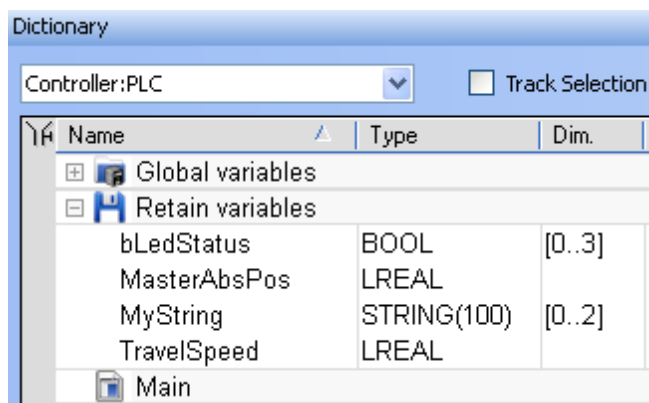 Dictionary
Controller:PLC Track Selection
Name Type Dim.
Global variables
Retain variables
bLedStatus BOOL [0..3]
MasterAbsPos LREAL
MyString STRING(100) [0..2]
TravelSpeed LREAL
Main